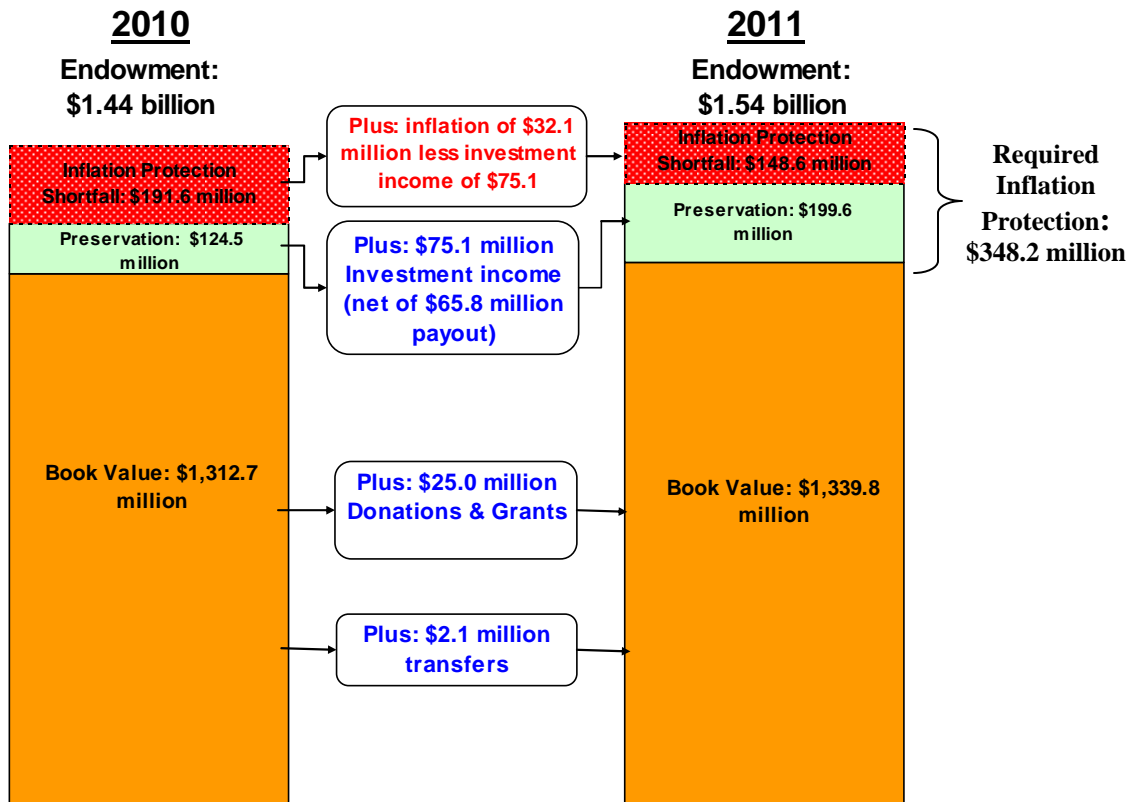 2010
Endowment:
$1.44 billion
Inflation Protection
Shortfall: $191.6 million
Preservation: $124.5
million
Book Value: $1,312.7
million
Plus: inflation of $32.1
million less investment
income of $75.1
Plus: $75.1 million
Investment income
(net of $65.8 million
payout)
Plus: $25.0 million
Donations & Grants
Plus: $2.1 million
transfers
2011
Endowment:
$1.54 billion
Inflation Protection
Shortfall: $148.6 million
Preservation: $199.6
million
Book Value: $1,339.8
million
Required
Inflation
Protection:
$348.2 million